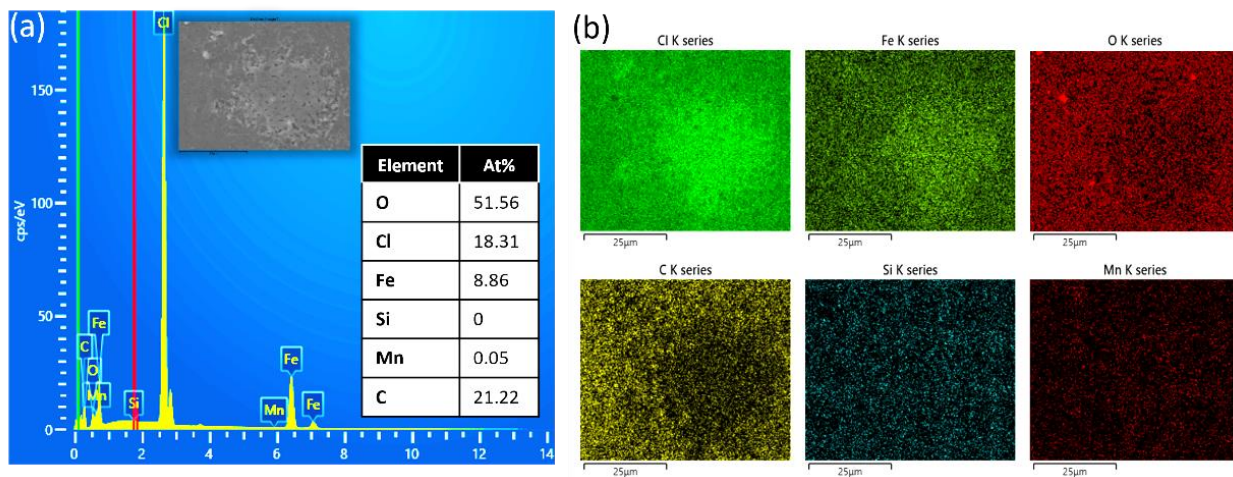 (a)
Cl
150
100
50
0
cps/eV
Fe
C
O
Mn
Si
Fe
Mn
Fe
0 2 4 6 8 10 12 14
Element At%
O 51.56
Cl 18.31
Fe 8.86
Si 0
Mn 0.05
C 21.22
(b)
Cl K series Fe K series O K series
25µm 25µm 25µm
C K series Si K series Mn K series
25µm 25µm 25µm